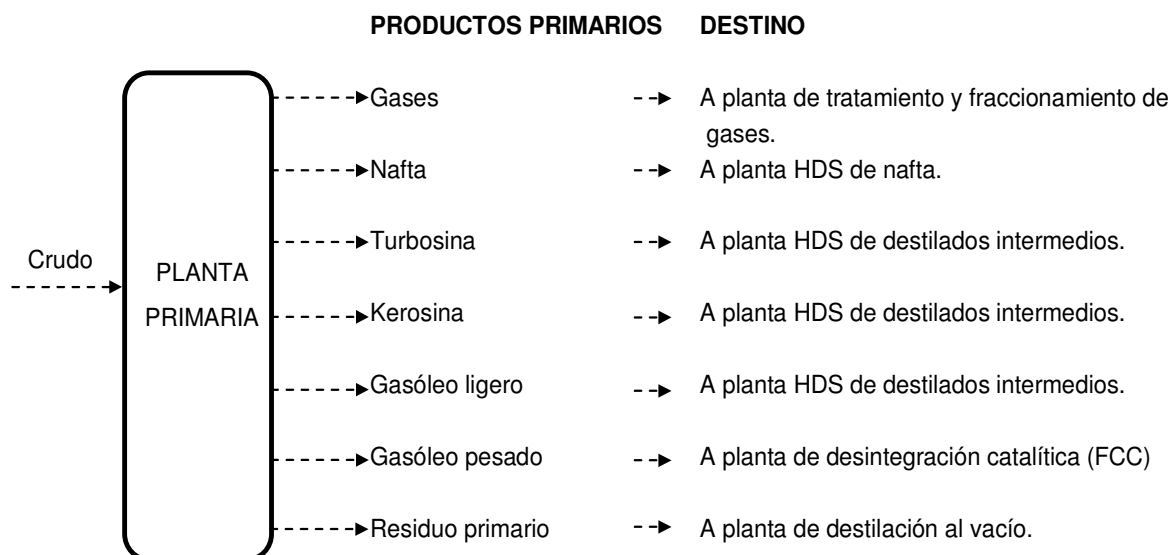 PRODUCTOS PRIMARIOS DESTINO
Gases A planta de tratamiento y fraccionamiento de
gases.
Nafta A planta HDS de nafta.
Turbosina A planta HDS de destilados intermedios.
Crudo
PLANTA
PRIMARIA
Kerosina A planta HDS de destilados intermedios.
Gasóleo ligero A planta HDS de destilados intermedios.
Gasóleo pesado A planta de desintegración catalítica (FCC)
Residuo primario A planta de destilación al vacío.